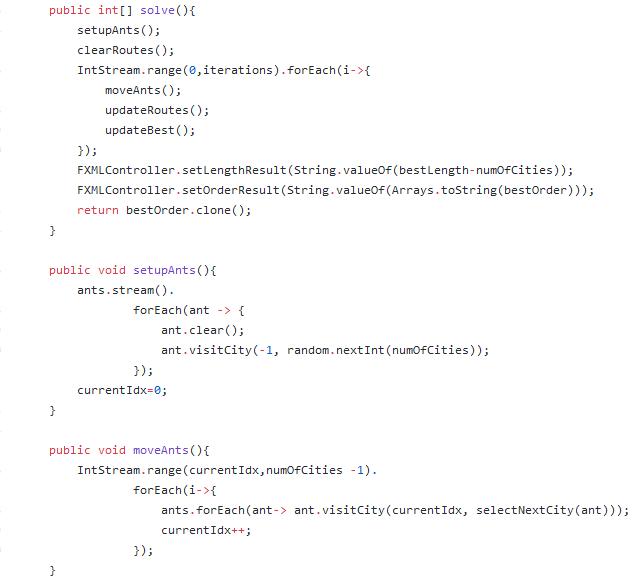 public int[] solve(){
setupAnts();
clearRoutes();
IntStream.range(0,iterations).forEach(i->{
moveAnts();
updateRoutes();
updateBest();
});
FXMLController.setLengthResult(String.valueOf(bestLength-numOfCities));
FXMLController.setOrderResult(String.valueOf(Arrays.toString(bestOrder)));
return bestOrder.clone();
}
public void setupAnts(){
ants.stream().
forEach(ant -> {
ant.clear();
ant.visitCity(-1, random.nextInt(numOfCities));
});
currentIdx=0;
}
public void moveAnts(){
IntStream.range(currentIdx,numOfCities -1).
forEach(i->{
ants.forEach(ant-> ant.visitCity(currentIdx, selectNextCity(ant)));
currentIdx++;
});
}